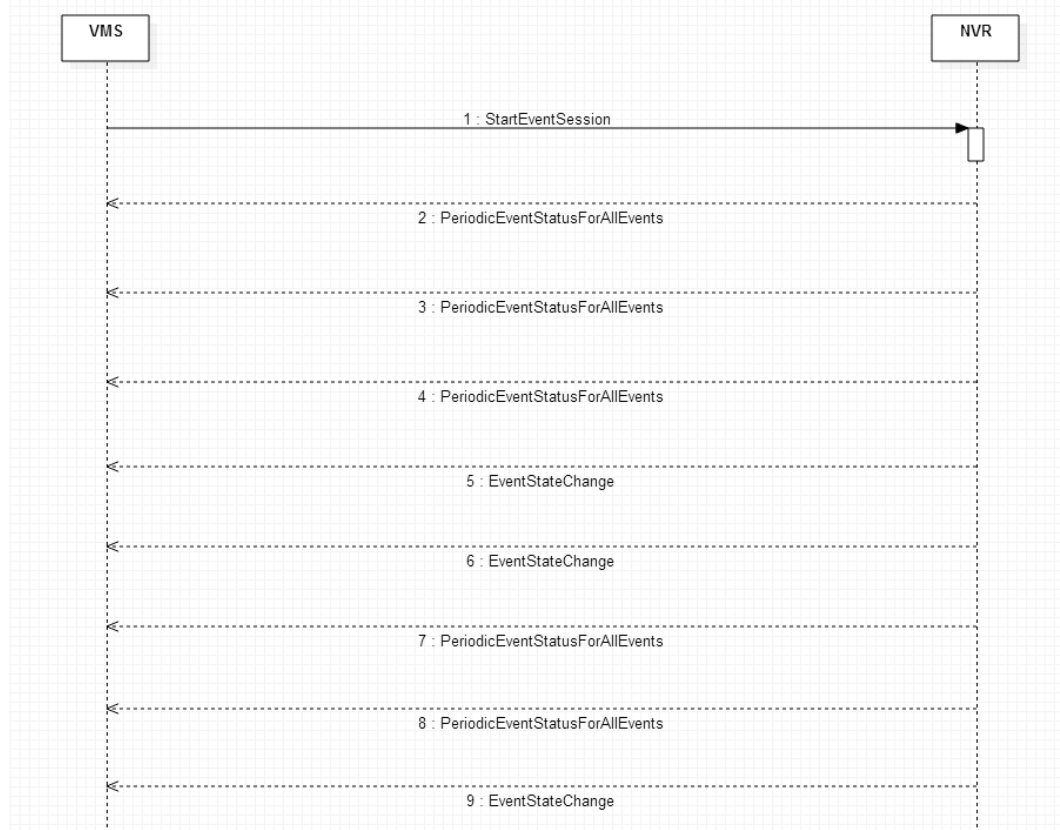 VMS
NVR
1 : StartEventSession
2 : PeriodicEventStatusForAllEvents
3 : PeriodicEventStatusForAllEvents
4 : PeriodicEventStatusForAllEvents
5 : EventStateChange
6 : EventStateChange
7 : PeriodicEventStatusForAllEvents
8 : PeriodicEventStatusForAllEvents
9 : EventStateChange